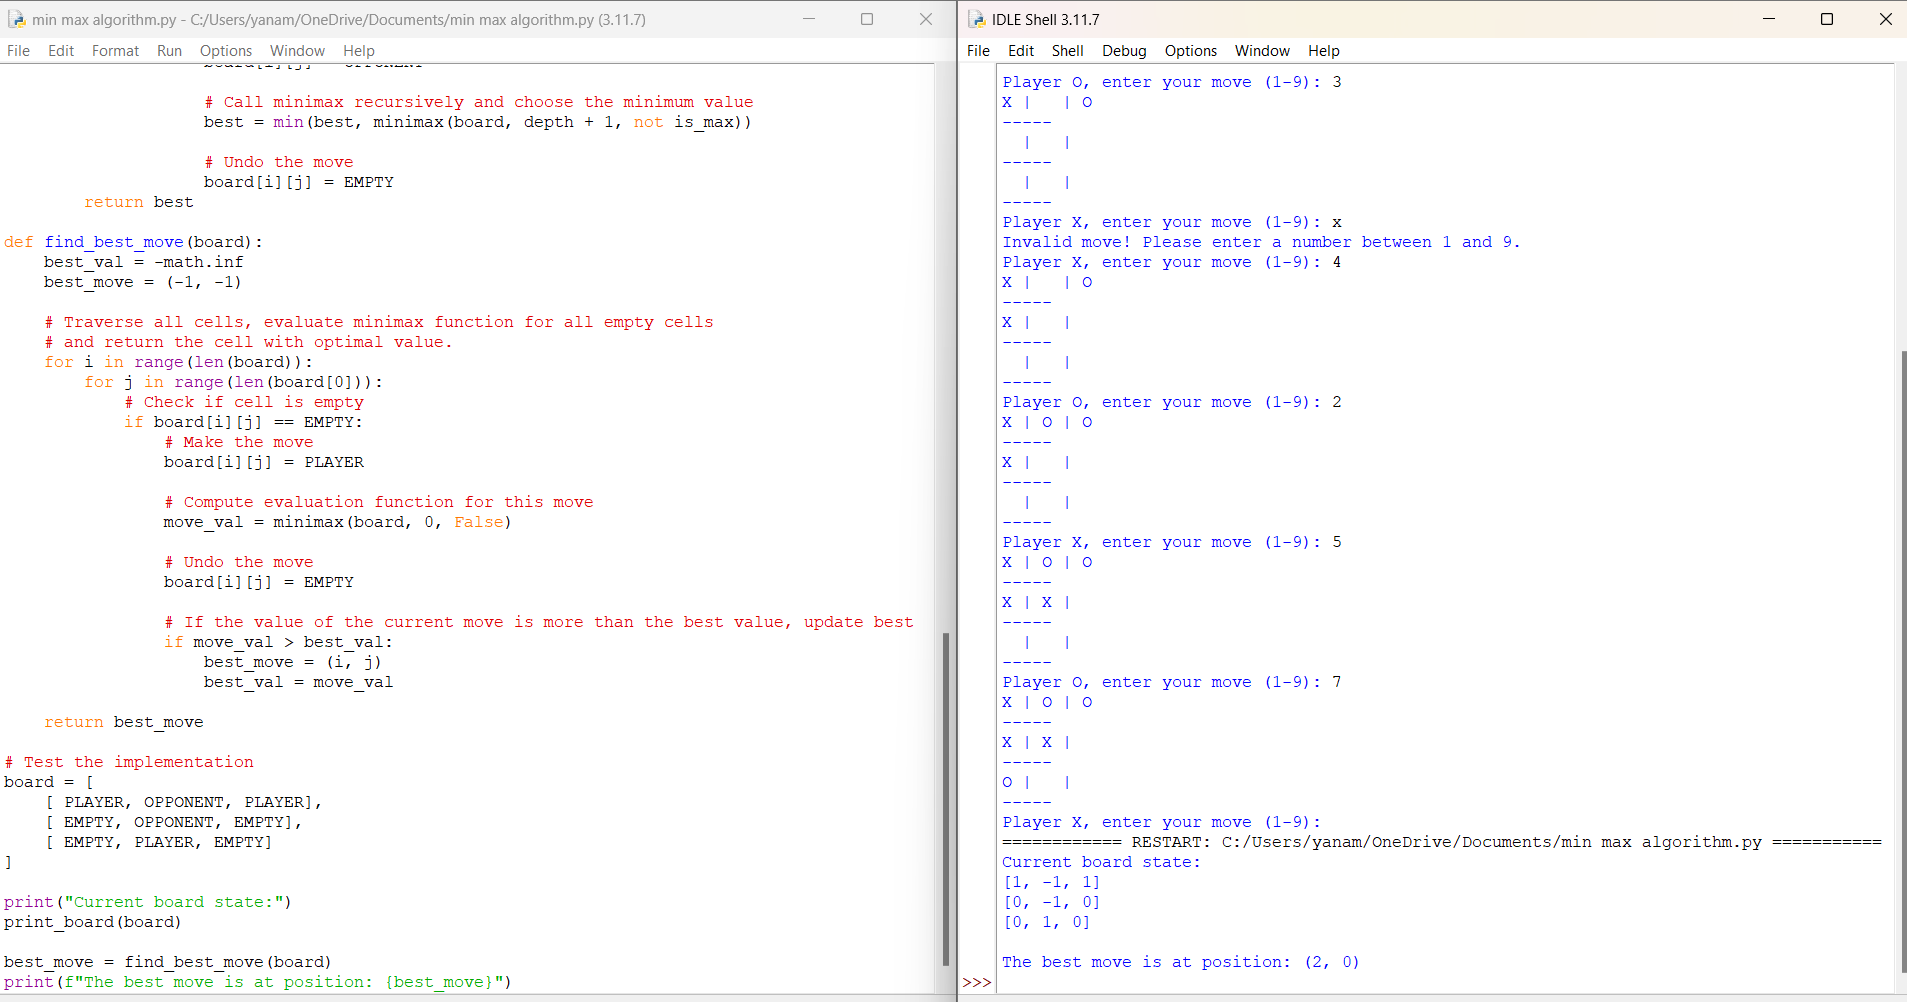 min max algorithm.py - C:/Users/yanam/OneDrive/Documents/min max algorithm.py (3.11.7)
File Edit Format Run Options Window Help
board[i][j] = OPPONENT
# Call minimax recursively and choose the minimum value
best = min(best, minimax(board, depth + 1, not is_max))
# Undo the move
board[i][j] = EMPTY
return best
def find_best_move(board):
best_val = -math.inf
best_move = (-1, -1)
# Traverse all cells, evaluate minimax function for all empty cells
# and return the cell with optimal value.
for i in range(len(board)):
for j in range(len(board[0])):
# Check if cell is empty
if board[i][j] == EMPTY:
# Make the move
board[i][j] = PLAYER
# Compute evaluation function for this move
move_val = minimax(board, 0, False)
# Undo the move
board[i][j] = EMPTY
# If the value of the current move is more than the best value, update best
if move_val > best_val:
best_move = (i, j)
best_val = move_val
return best_move
# Test the implementation
board = [
[ PLAYER, OPPONENT, PLAYER],
[ EMPTY, OPPONENT, EMPTY],
[ EMPTY, PLAYER, EMPTY]
]
print("Current board state:")
print_board(board)
best_move = find_best_move(board)
print(f"The best move is at position: {best_move}")
IDLE Shell 3.11.7
File Edit Shell Debug Options Window Help
Player O, enter your move (1-9): 3
X |   | O
-----
  |   |
-----
  |   |
-----
Player X, enter your move (1-9): x
Invalid move! Please enter a number between 1 and 9.
Player X, enter your move (1-9): 4
X |   | O
-----
X |   |
-----
  |   |
-----
Player O, enter your move (1-9): 2
X | O | O
-----
X |   |
-----
  |   |
-----
Player X, enter your move (1-9): 5
X | O | O
-----
X | X |
-----
  |   |
-----
Player O, enter your move (1-9): 7
X | O | O
-----
X | X |
-----
O |   |
-----
Player X, enter your move (1-9):
============ RESTART: C:/Users/yanam/OneDrive/Documents/min max algorithm.py ===========
Current board state:
[1, -1, 1]
[0, -1, 0]
[0, 1, 0]
The best move is at position: (2, 0)
>>>